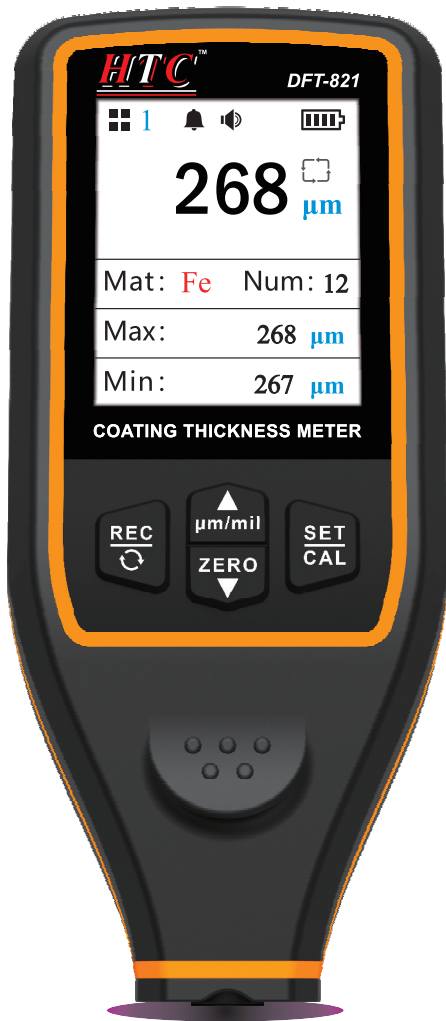 HTC™
DFT-821
1
268 µm
Mat: Fe Num: 12
Max: 268 µm
Min: 267 µm
COATING THICKNESS METER
REC
µm/mil
ZERO
SET
CAL